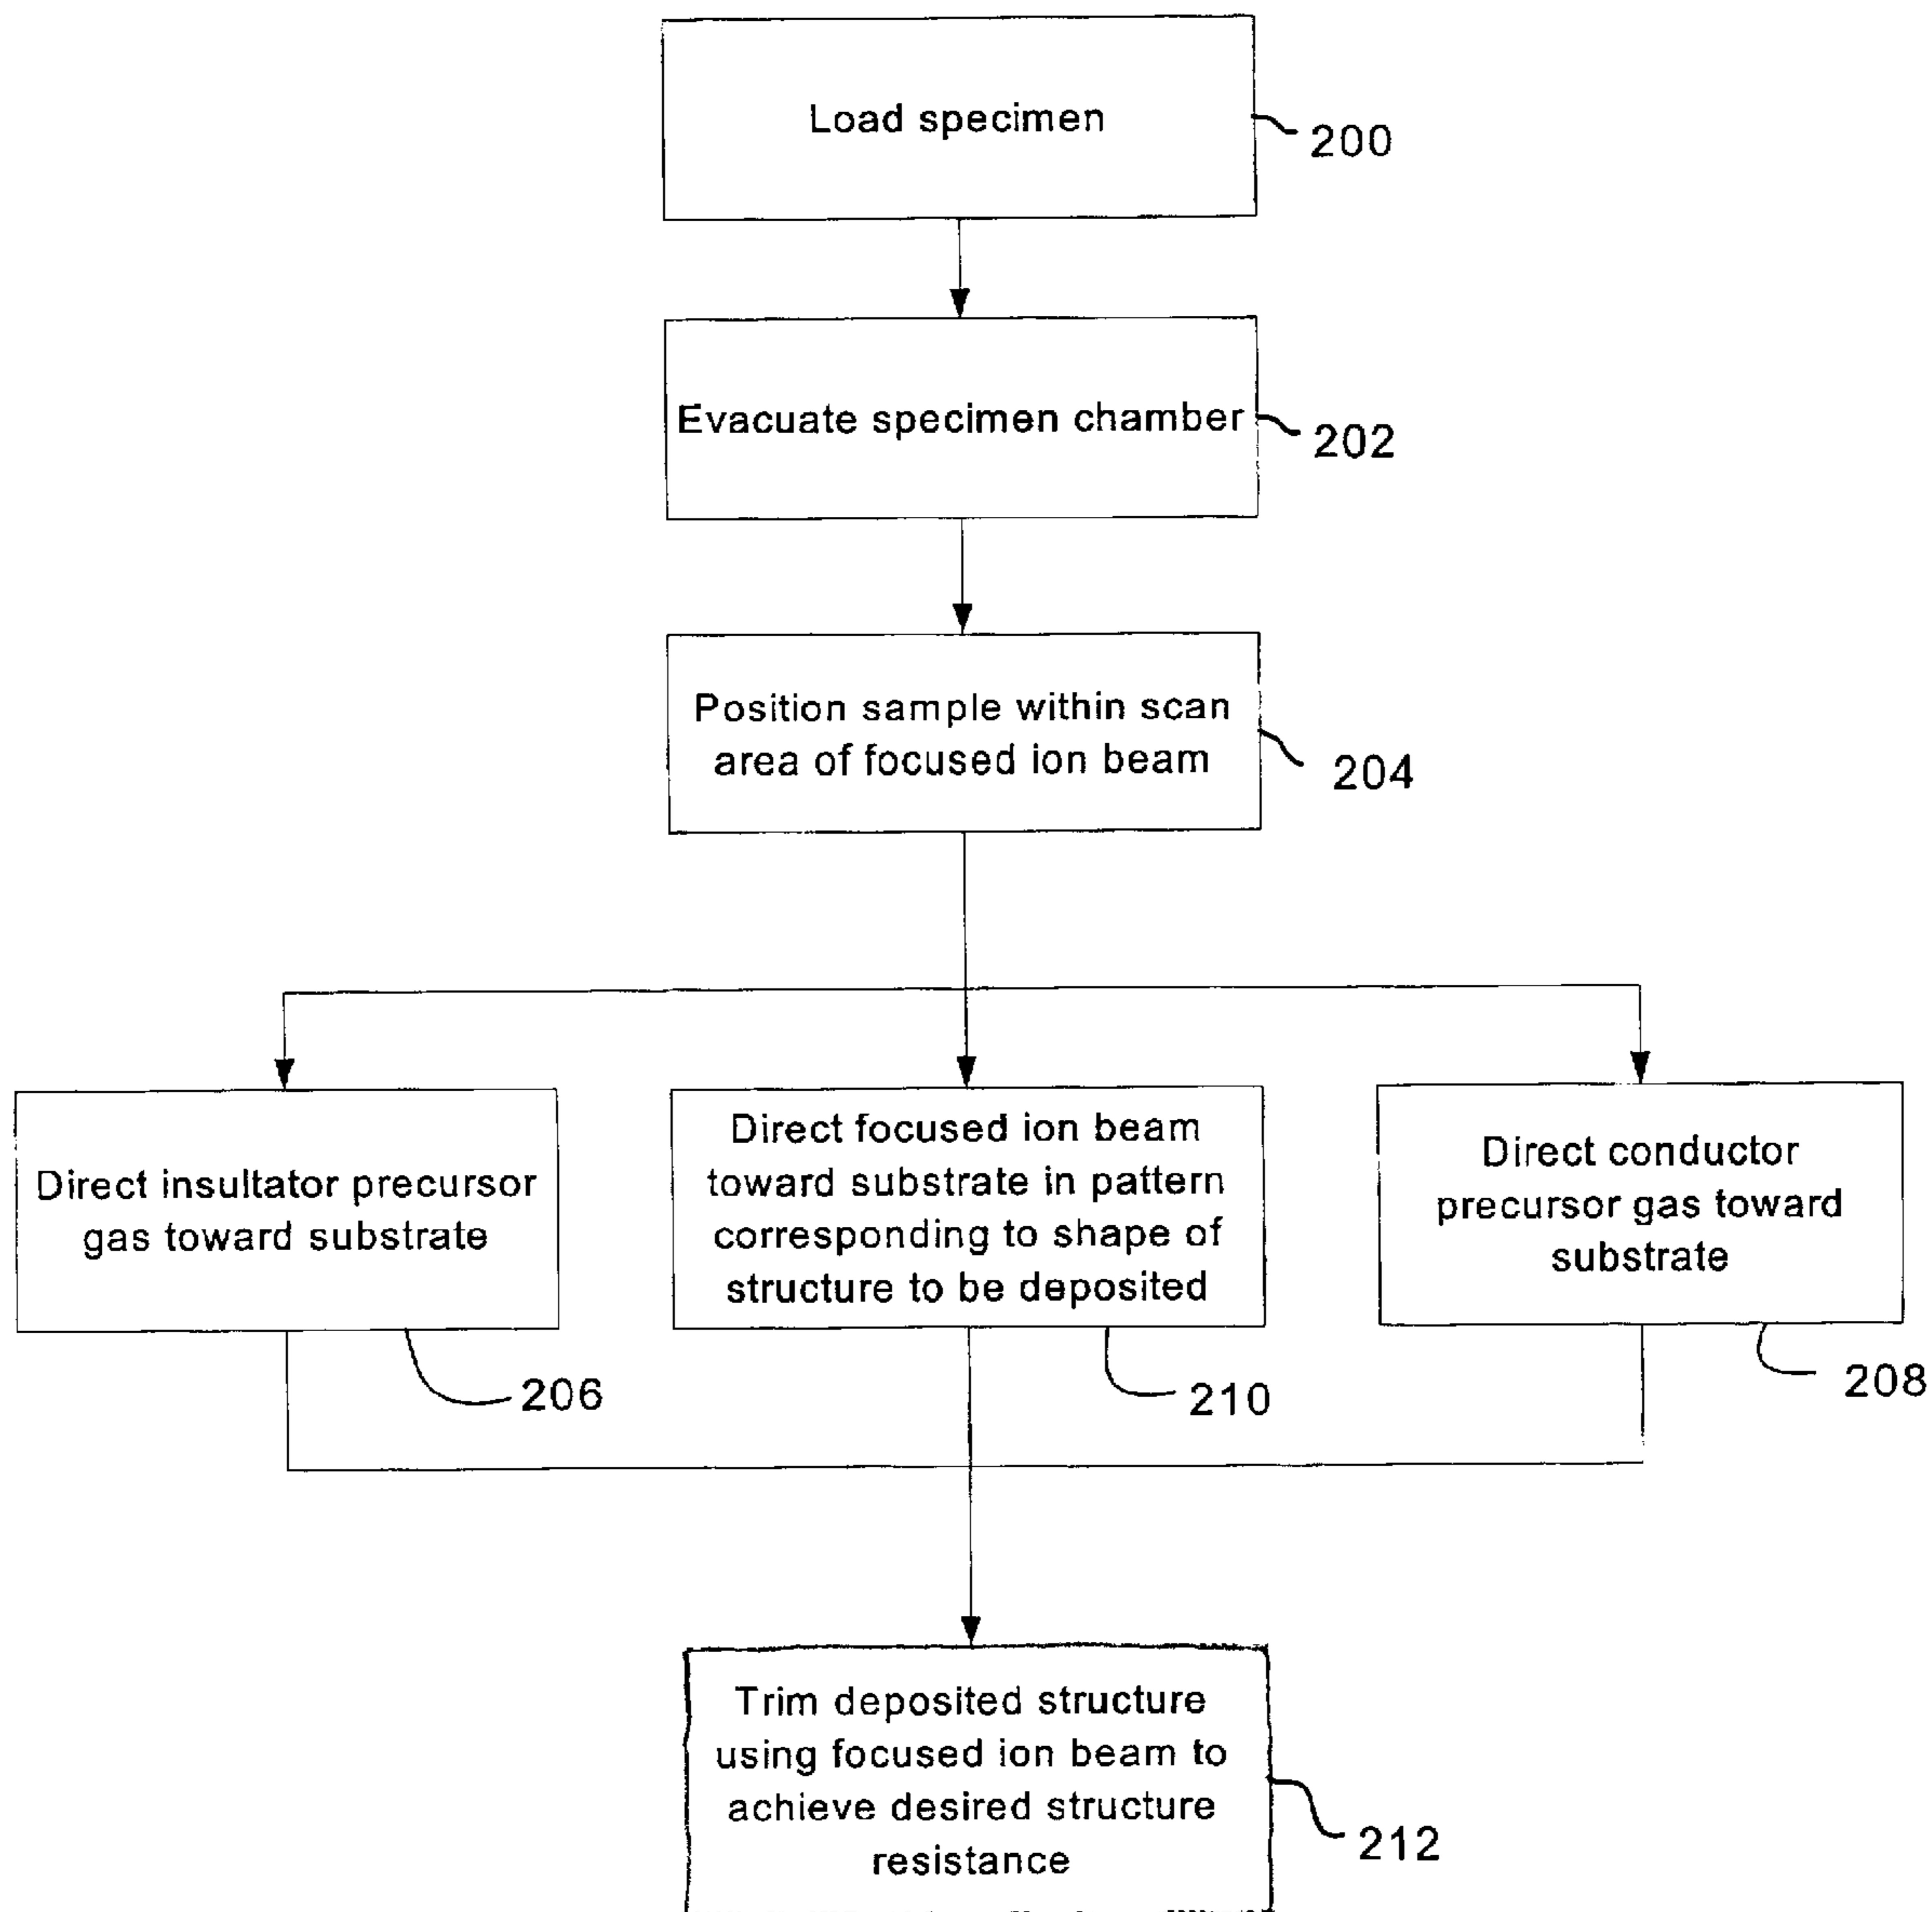 Load specimen
200
Evacuate specimen chamber
202
Position sample within scan
area of focused ion beam
204
Direct insultator precursor
gas toward substrate
206
Direct focused ion beam
toward substrate in pattern
corresponding to shape of
structure to be deposited
210
Direct conductor
precursor gas toward
substrate
208
Trim deposited structure
using focused ion beam to
achieve desired structure
resistance
212